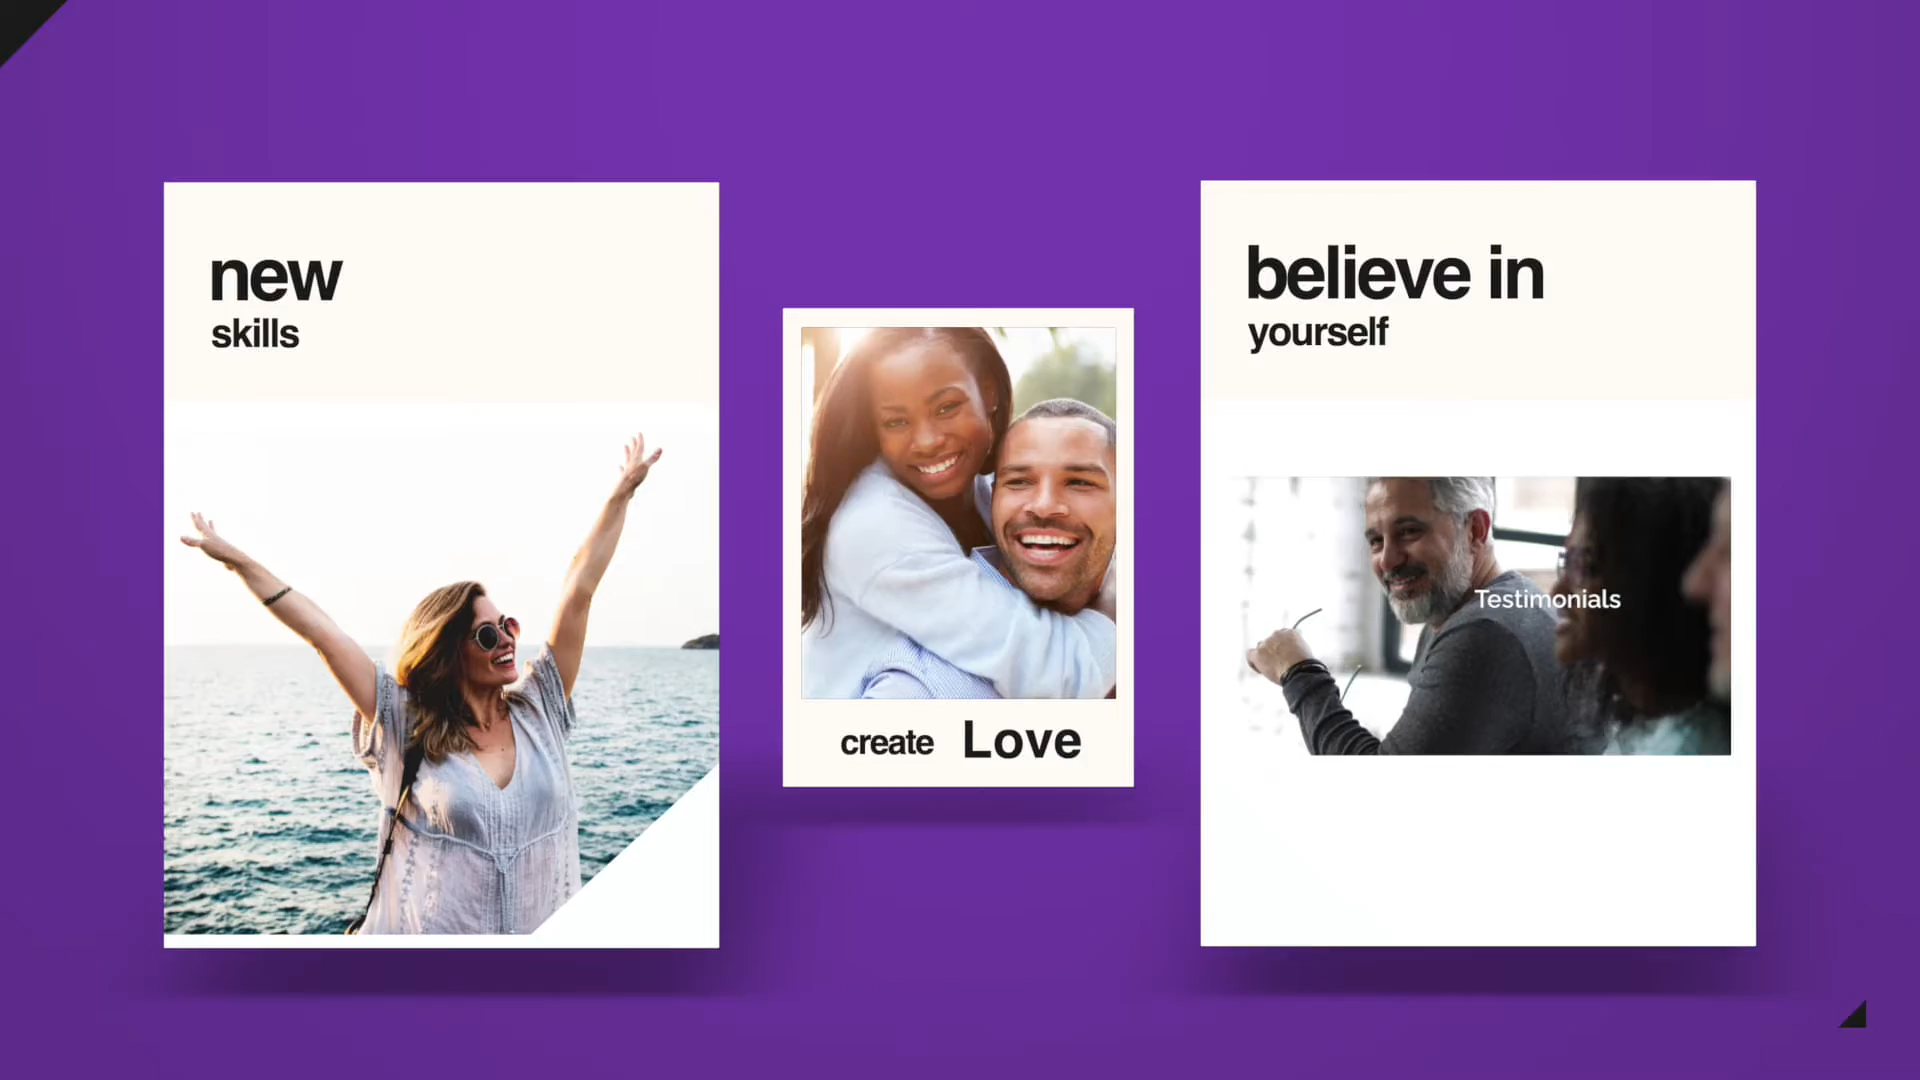 new
skills
create Love
believe in
yourself
Testimonials